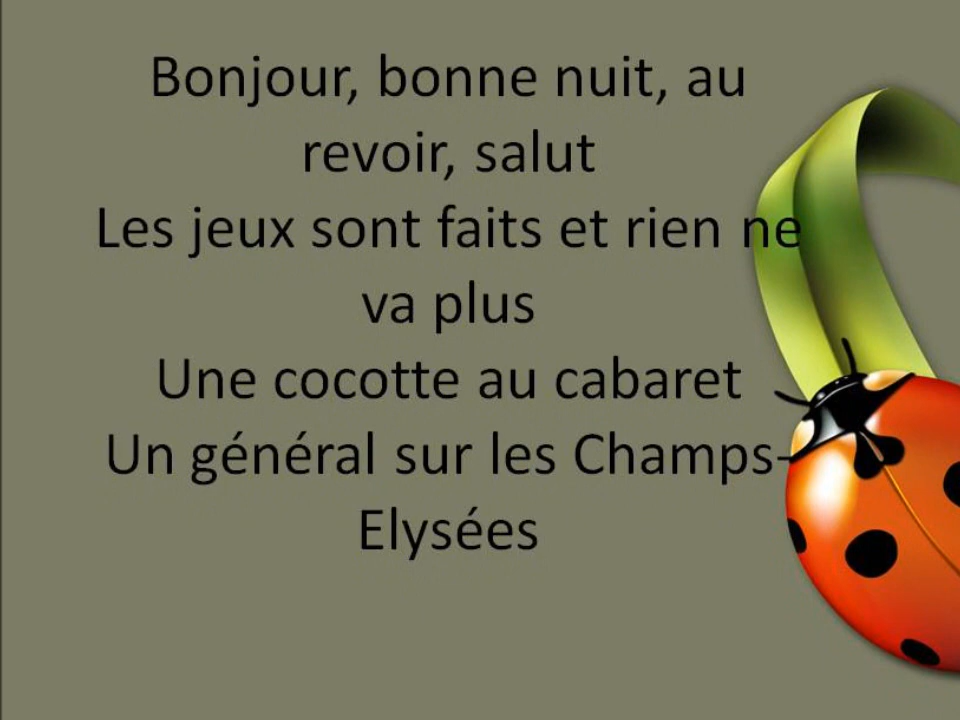 Bonjour, bonne nuit, au
revoir, salut
Les jeux sont faits et rien ne
va plus
Une cocotte au cabaret
Un général sur les Champs-
Elysées